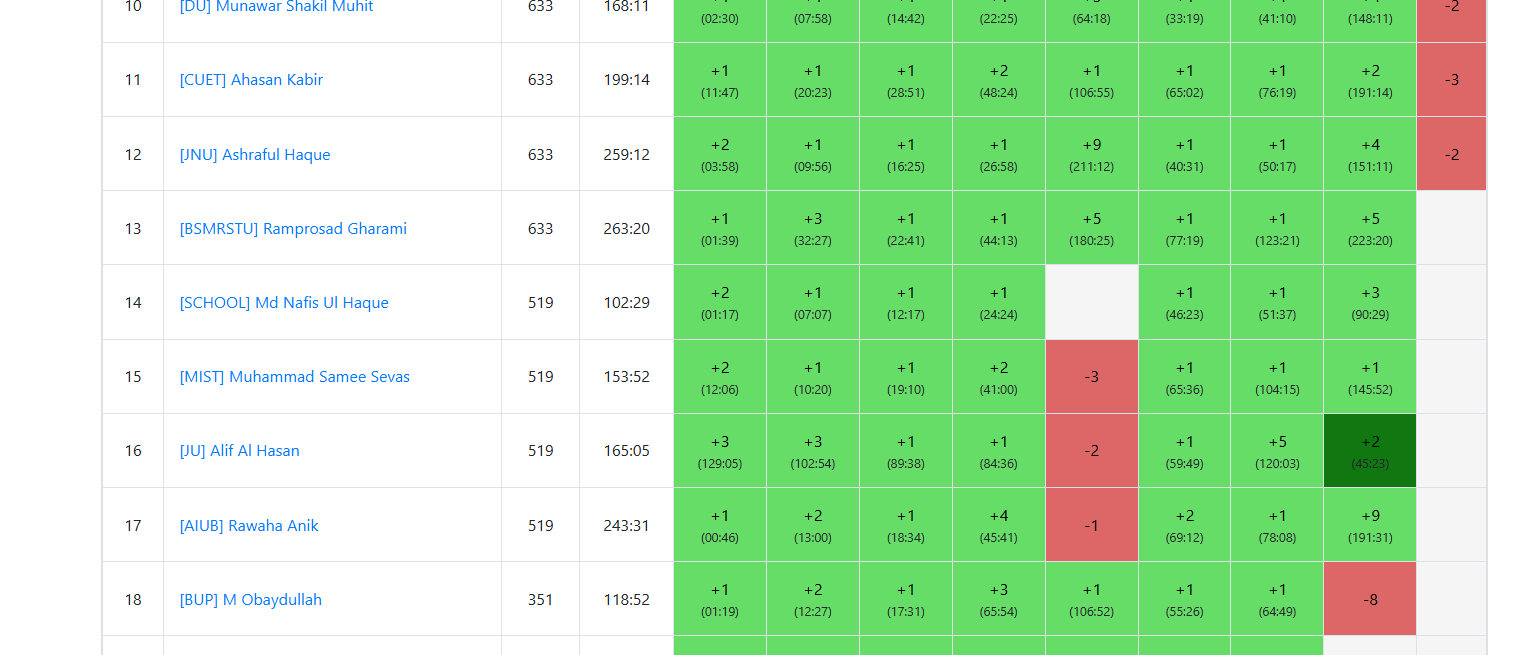 10 [DU] Munawar Shakil Muhit 633 168:11 -2
(02:30) (07:58) (14:42) (22:25) (64:18) (33:19) (41:10) (148:11)
+1 +1 +1 +2 +1 +1 +1 +2
11 [CUET] Ahasan Kabir 633 199:14 -3
(11:47) (20:23) (28:51) (48:24) (106:55) (65:02) (76:19) (191:14)
+2 +1 +1 +1 +9 +1 +1 +4
12 [JNU] Ashraful Haque 633 259:12 -2
(03:58) (09:56) (16:25) (26:58) (211:12) (40:31) (50:17) (151:11)
+1 +3 +1 +1 +5 +1 +1 +5
13 [BSMRSTU] Ramprosad Gharami 633 263:20
(01:39) (32:27) (22:41) (44:13) (180:25) (77:19) (123:21) (223:20)
+2 +1 +1 +1 +1 +1 +3
14 [SCHOOL] Md Nafis Ul Haque 519 102:29
(01:17) (07:07) (12:17) (24:24) (46:23) (51:37) (90:29)
+2 +1 +1 +2 +1 +1 +1
15 [MIST] Muhammad Samee Sevas 519 153:52 -3
(12:06) (10:20) (19:10) (41:00) (65:36) (104:15) (145:52)
+3 +3 +1 +1 +1 +5 +2
16 [JU] Alif Al Hasan 519 165:05 -2
(129:05) (102:54) (89:38) (84:36) (59:49) (120:03) (45:23)
+1 +2 +1 +4 +2 +1 +9
17 [AIUB] Rawaha Anik 519 243:31 -1
(00:46) (13:00) (18:34) (45:41) (69:12) (78:08) (191:31)
+1 +2 +1 +3 +1 +1 +1
18 [BUP] M Obaydullah 351 118:52 -8
(01:19) (12:27) (17:31) (65:54) (106:52) (55:26) (64:49)